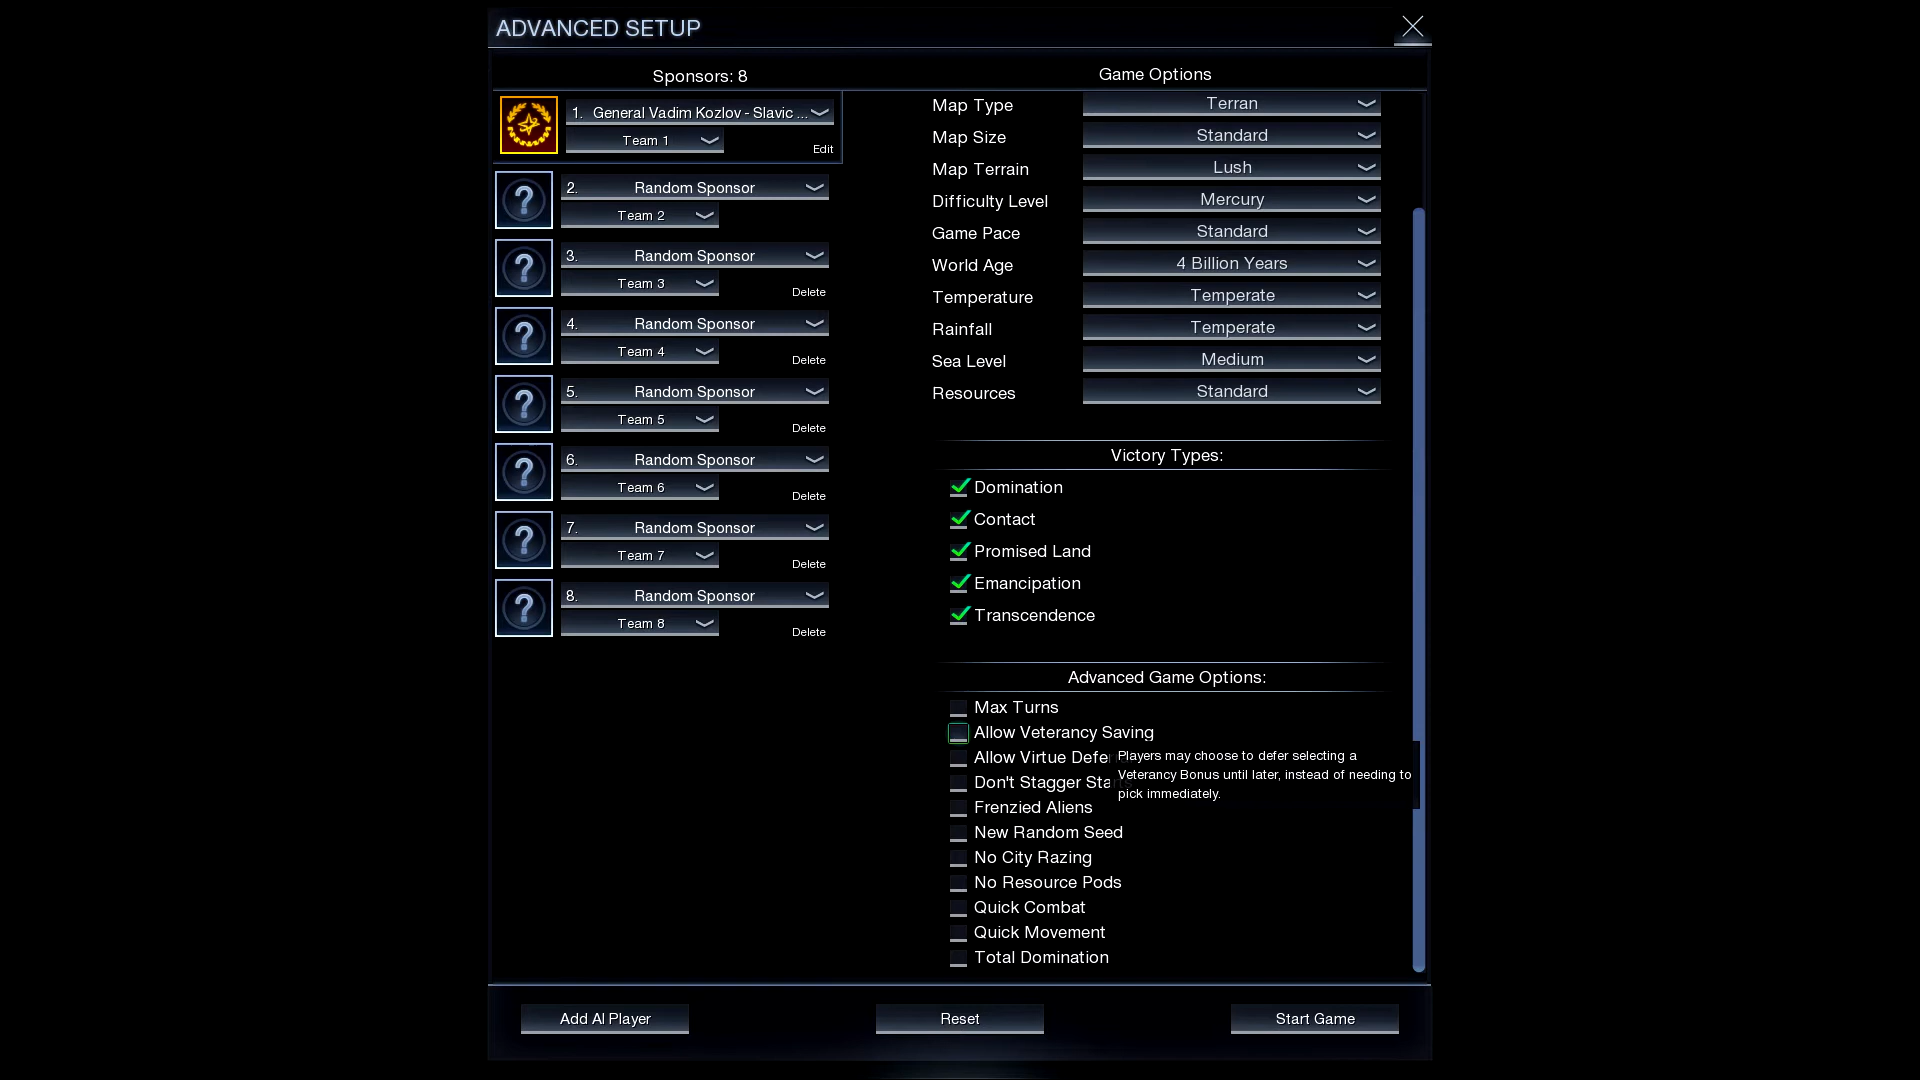 ADVANCED SETUP
Sponsors: 8
1. General Vadim Kozlov - Slavic ...
Team 1
Edit
2. Random Sponsor
Team 2
3. Random Sponsor
Team 3
Delete
4. Random Sponsor
Team 4
Delete
5. Random Sponsor
Team 5
Delete
6. Random Sponsor
Team 6
Delete
7. Random Sponsor
Team 7
Delete
8. Random Sponsor
Team 8
Delete
Game Options
Map Type Terran
Map Size Standard
Map Terrain Lush
Difficulty Level Mercury
Game Pace Standard
World Age 4 Billion Years
Temperature Temperate
Rainfall Temperate
Sea Level Medium
Resources Standard
Victory Types:
Domination
Contact
Promised Land
Emancipation
Transcendence
Advanced Game Options:
Max Turns
Allow Veterancy Saving
Allow Virtue Defer
Don't Stagger Sta
Frenzied Aliens
New Random Seed
No City Razing
No Resource Pods
Quick Combat
Quick Movement
Total Domination
Players may choose to defer selecting a
Veterancy Bonus until later, instead of needing to
pick immediately.
Add AI Player
Reset
Start Game